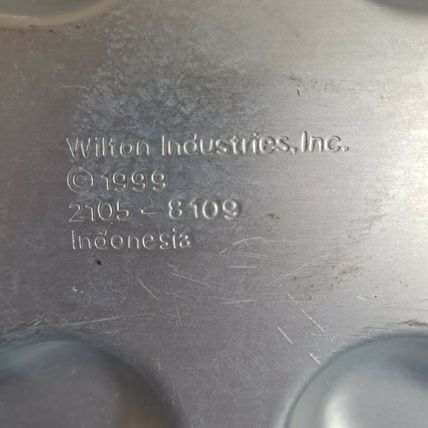 Wilton Industries, Inc.
© 1999
2105 - 8109
Indonesia